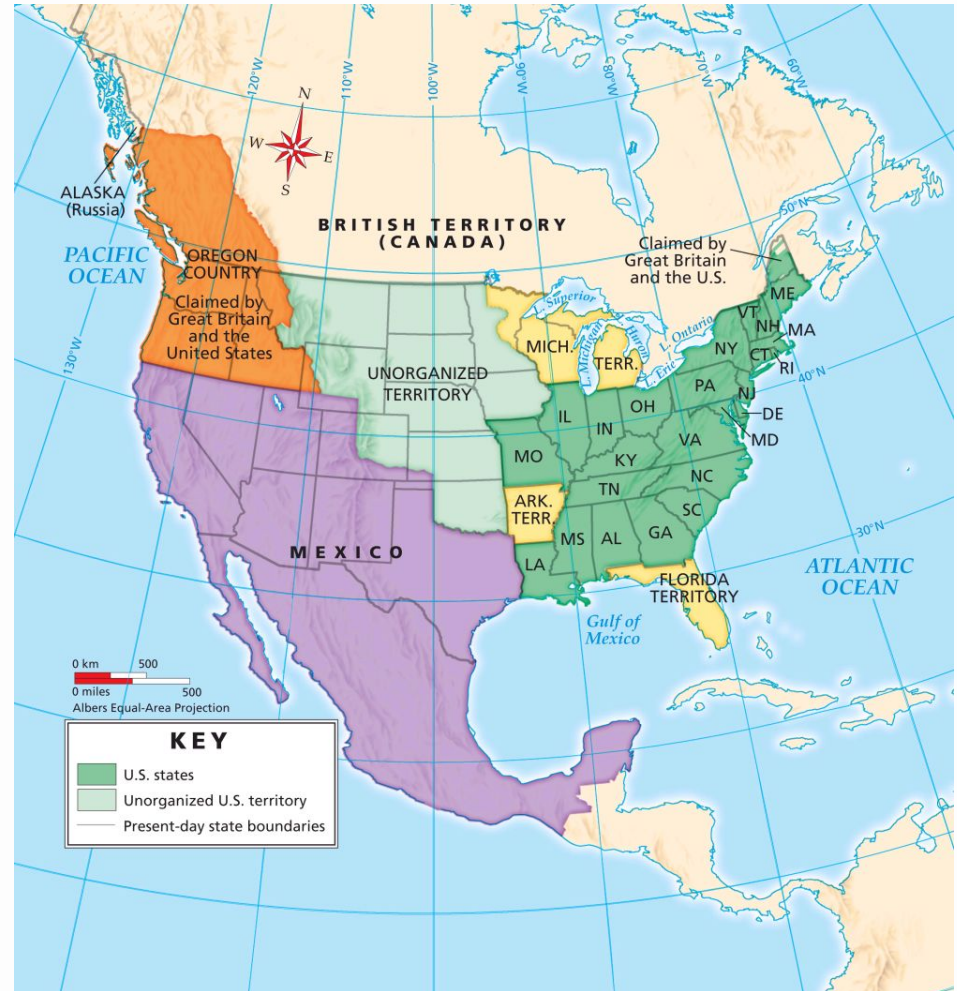 120°W
110°W
100°W
90°W
80°W
70°W
60°W
N
W
E
S
ALASKA
(Russia)
BRITISH TERRITORY
(CANADA)
50°N
PACIFIC
OCEAN
OREGON
COUNTRY
Claimed by
Great Britain
and the
United States
Claimed by
Great Britain
and the U.S.
L. Superior
L. Michigan
L. Huron
L. Ontario
L. Erie
ME
VT
NH
MA
NY
CT
RI
MICH.
TERR.
130°W
40°N
UNORGANIZED
TERRITORY
PA
NJ
IL
IN
OH
DE
MD
MO
KY
VA
TN
NC
ARK.
TERR.
SC
MS
AL
GA
LA
30°N
MEXICO
FLORIDA
TERRITORY
ATLANTIC
OCEAN
Gulf of
Mexico
0 km 500
0 miles 500
Albers Equal-Area Projection
KEY
U.S. states
Unorganized U.S. territory
Present-day state boundaries